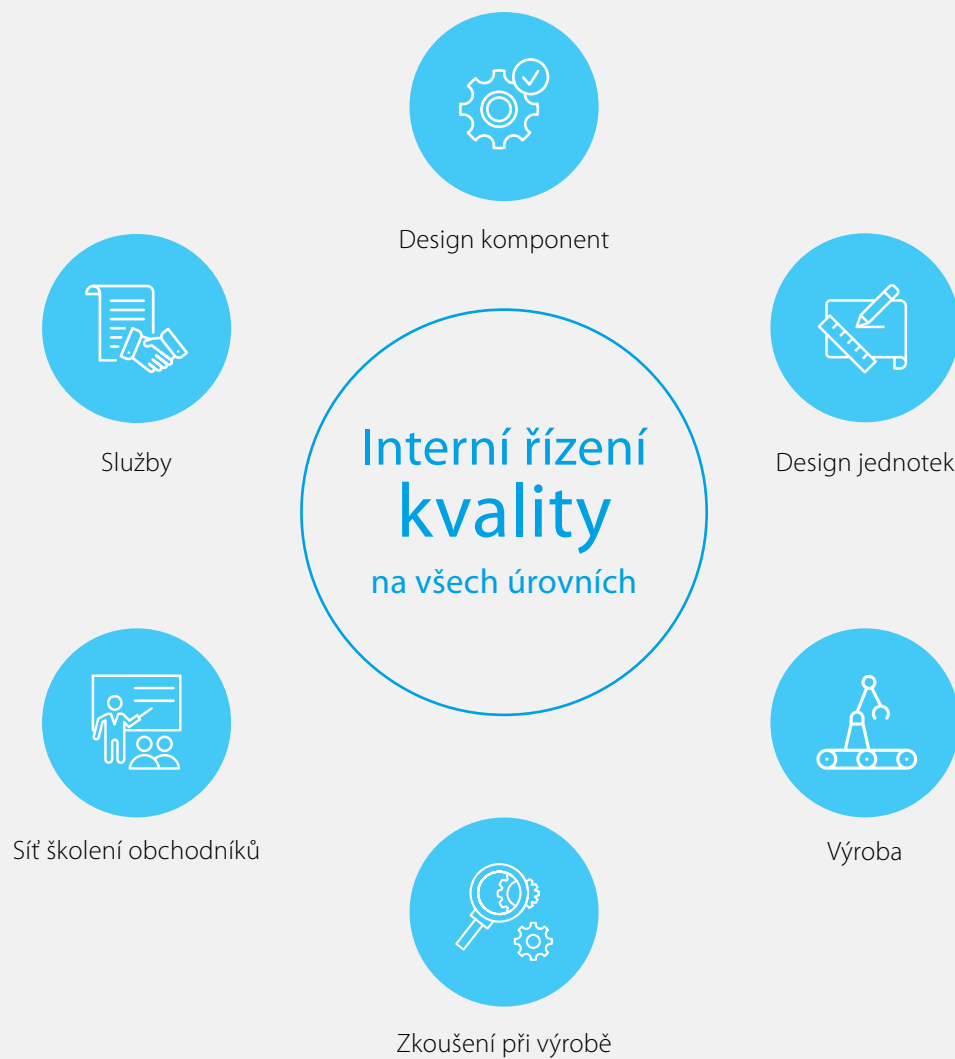 Design komponent
Služby
Design jednotek
Interní řízení
kvality
na všech úrovních
Síť školení obchodníků
Výroba
Zkoušení při výrobě